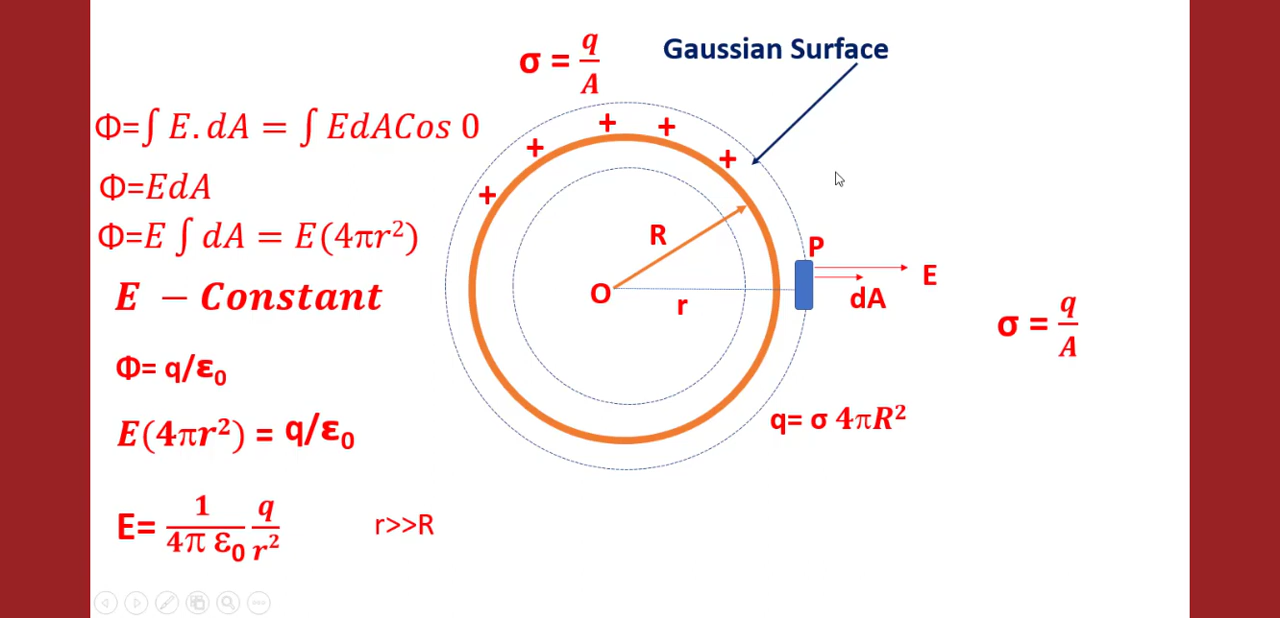 σ = q/A
Gaussian Surface
Φ=∫ E. dA = ∫ EdACos 0
Φ=EdA
Φ=E ∫ dA = E(4πr²)
E – Constant
Φ= q/ε₀
E(4πr²) = q/ε₀
E= 1/4π ε₀ q/r²
r>>R
+ + + + +
R
O
r
P
E
dA
σ = q/A
q= σ 4πR²